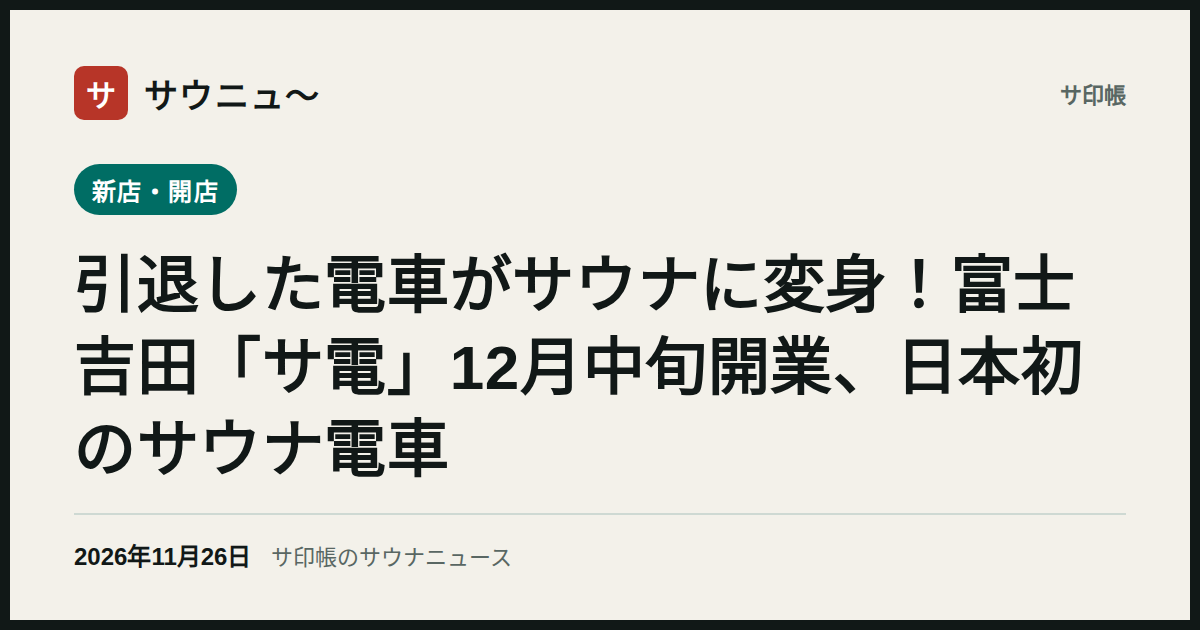 サ サウニュ〜
サ印帳
新店・開店
引退した電車がサウナに変身！富士
吉田「サ電」12月中旬開業、日本初
のサウナ電車
2026年11月26日 サ印帳のサウナニュース